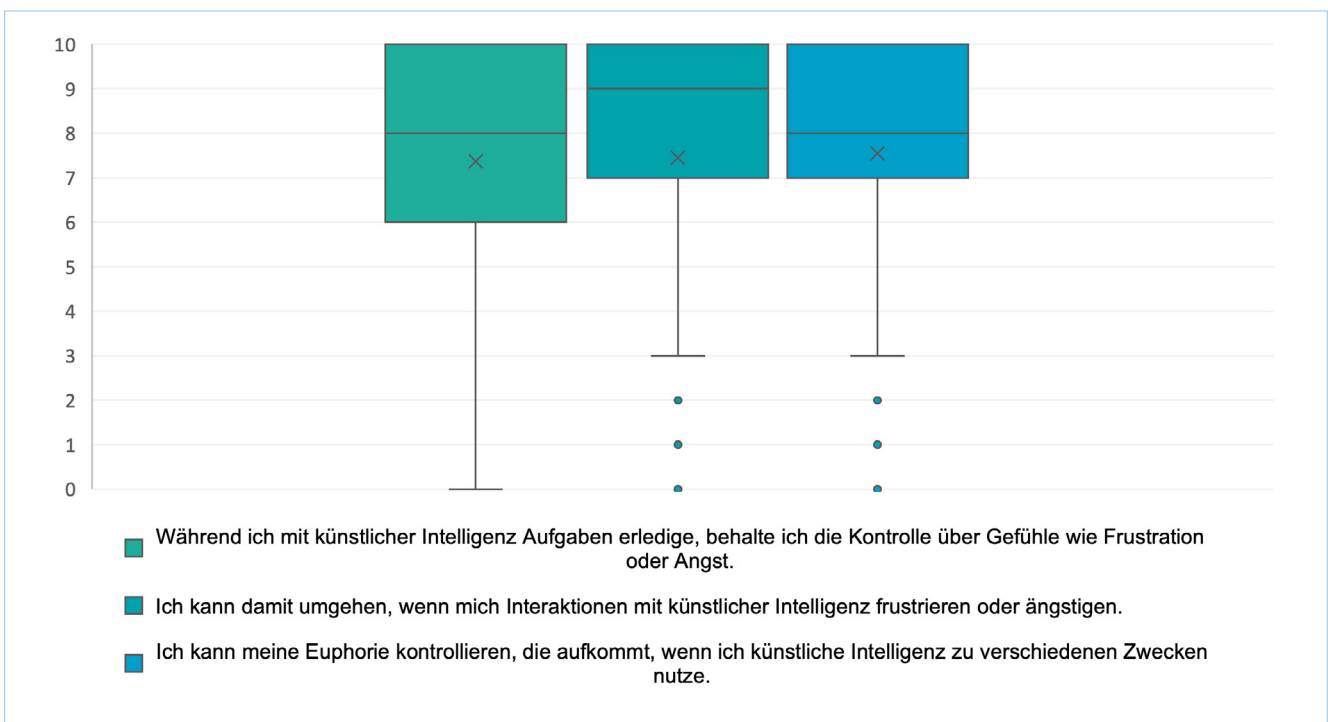 10
9
8
7
6
5
4
3
2
1
0
Während ich mit künstlicher Intelligenz Aufgaben erledige, behalte ich die Kontrolle über Gefühle wie Frustration
oder Angst.
Ich kann damit umgehen, wenn mich Interaktionen mit künstlicher Intelligenz frustrieren oder ängstigen.
Ich kann meine Euphorie kontrollieren, die aufkommt, wenn ich künstliche Intelligenz zu verschiedenen Zwecken
nutze.